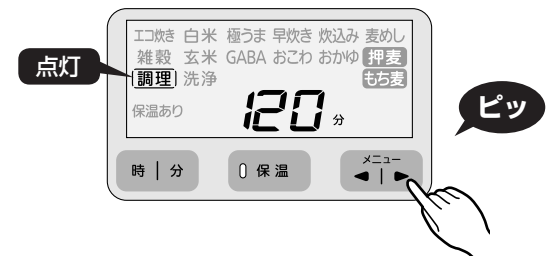 エコ炊き 白米 極うま 早炊き 炊込み 麦めし
雑穀 玄米 GABA おこわ おかゆ 押麦
点灯
調理 洗浄 もち麦
保温あり 120 分
ピッ
時 | 分 保温 メニュー
◀ | ▶